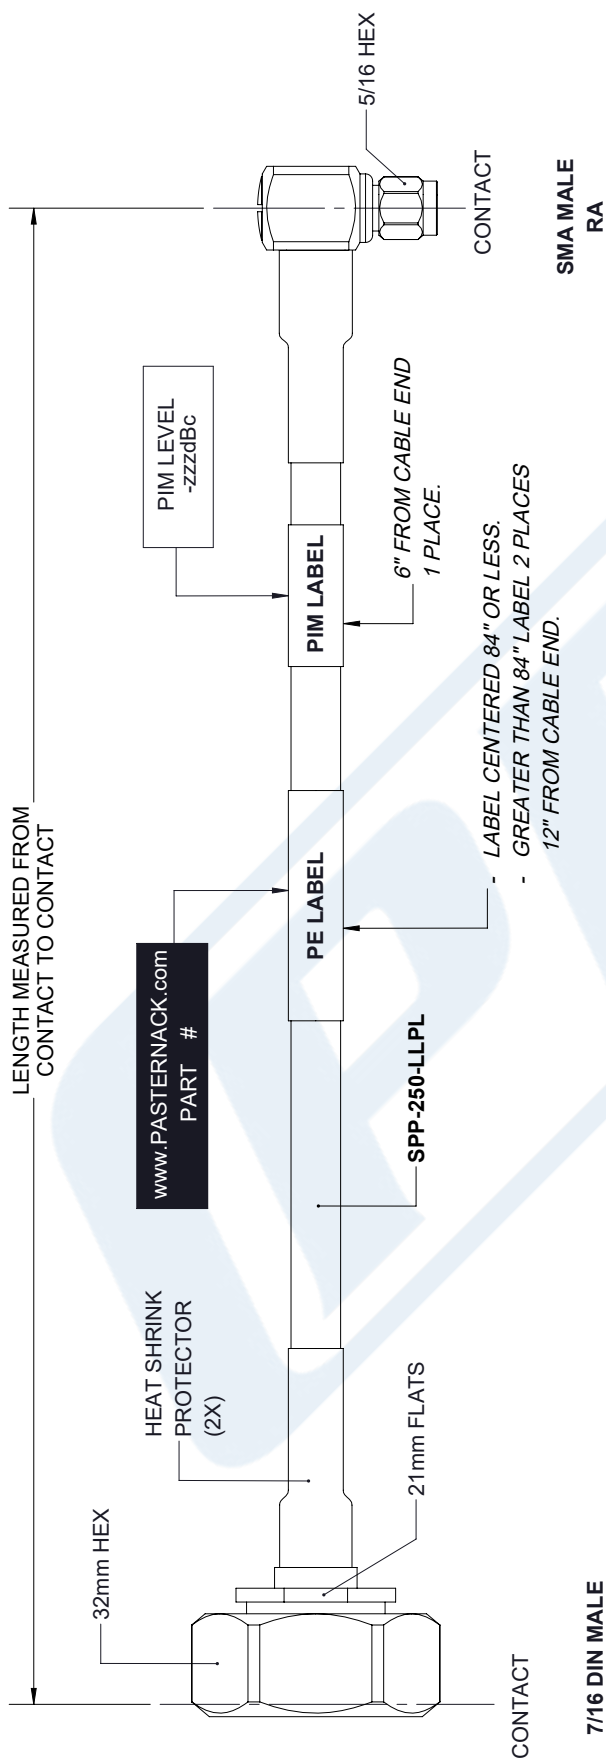 LENGTH MEASURED FROM
CONTACT TO CONTACT
32mm HEX
HEAT SHRINK
PROTECTOR
(2X)
www.PASTERNACK.com
PART #
PIM LEVEL
-zzzdBc
5/16 HEX
PE LABEL
PIM LABEL
21mm FLATS
SPP-250-LLPL
6" FROM CABLE END
1 PLACE.
- LABEL CENTERED 84" OR LESS.
- GREATER THAN 84" LABEL 2 PLACES
12" FROM CABLE END.
CONTACT
CONTACT
7/16 DIN MALE
SMA MALE
RA